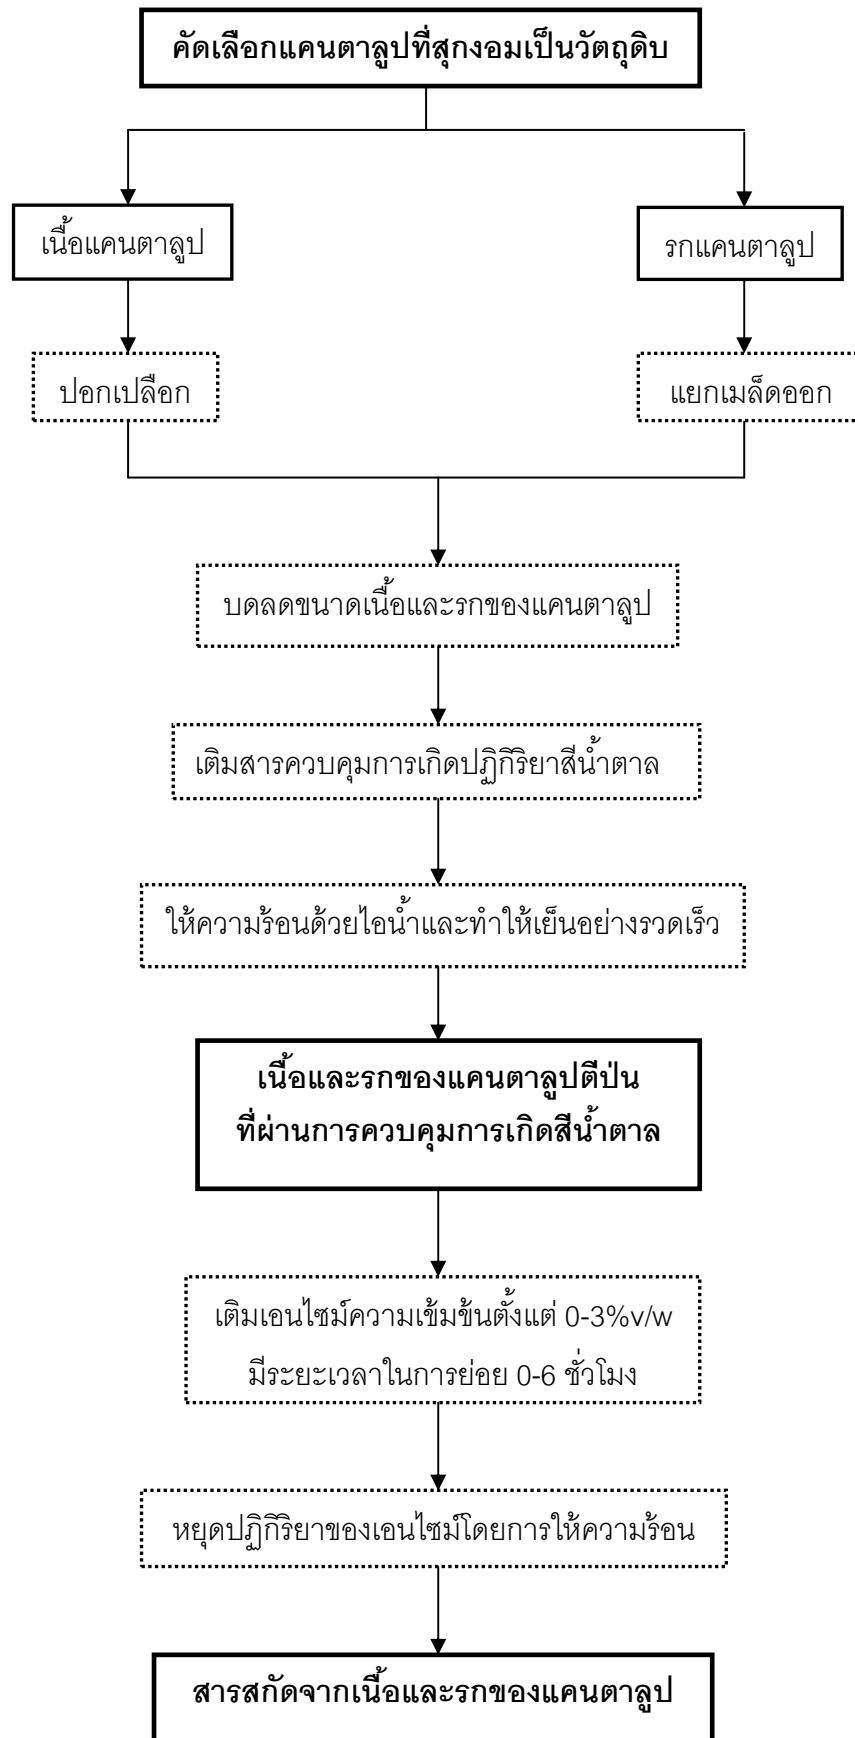 คัดเลือกแคนตาลูปที่สุกงอมเป็นวัตถุดิบ
เนื้อแคนตาลูป
รกแคนตาลูป
ปอกเปลือก
แยกเมล็ดออก
บดลดขนาดเนื้อและรกของแคนตาลูป
เติมสารควบคุมการเกิดปฏิกิริยาสีน้ำตาล
ให้ความร้อนด้วยไอน้ำและทำให้เย็นอย่างรวดเร็ว
เนื้อและรกของแคนตาลูปตีป่น
ที่ผ่านการควบคุมการเกิดสีน้ำตาล
เติมเอนไซม์ความเข้มข้นตั้งแต่ 0-3%v/w
มีระยะเวลาในการย่อย 0-6 ชั่วโมง
หยุดปฏิกิริยาของเอนไซม์โดยการให้ความร้อน
สารสกัดจากเนื้อและรกของแคนตาลูป